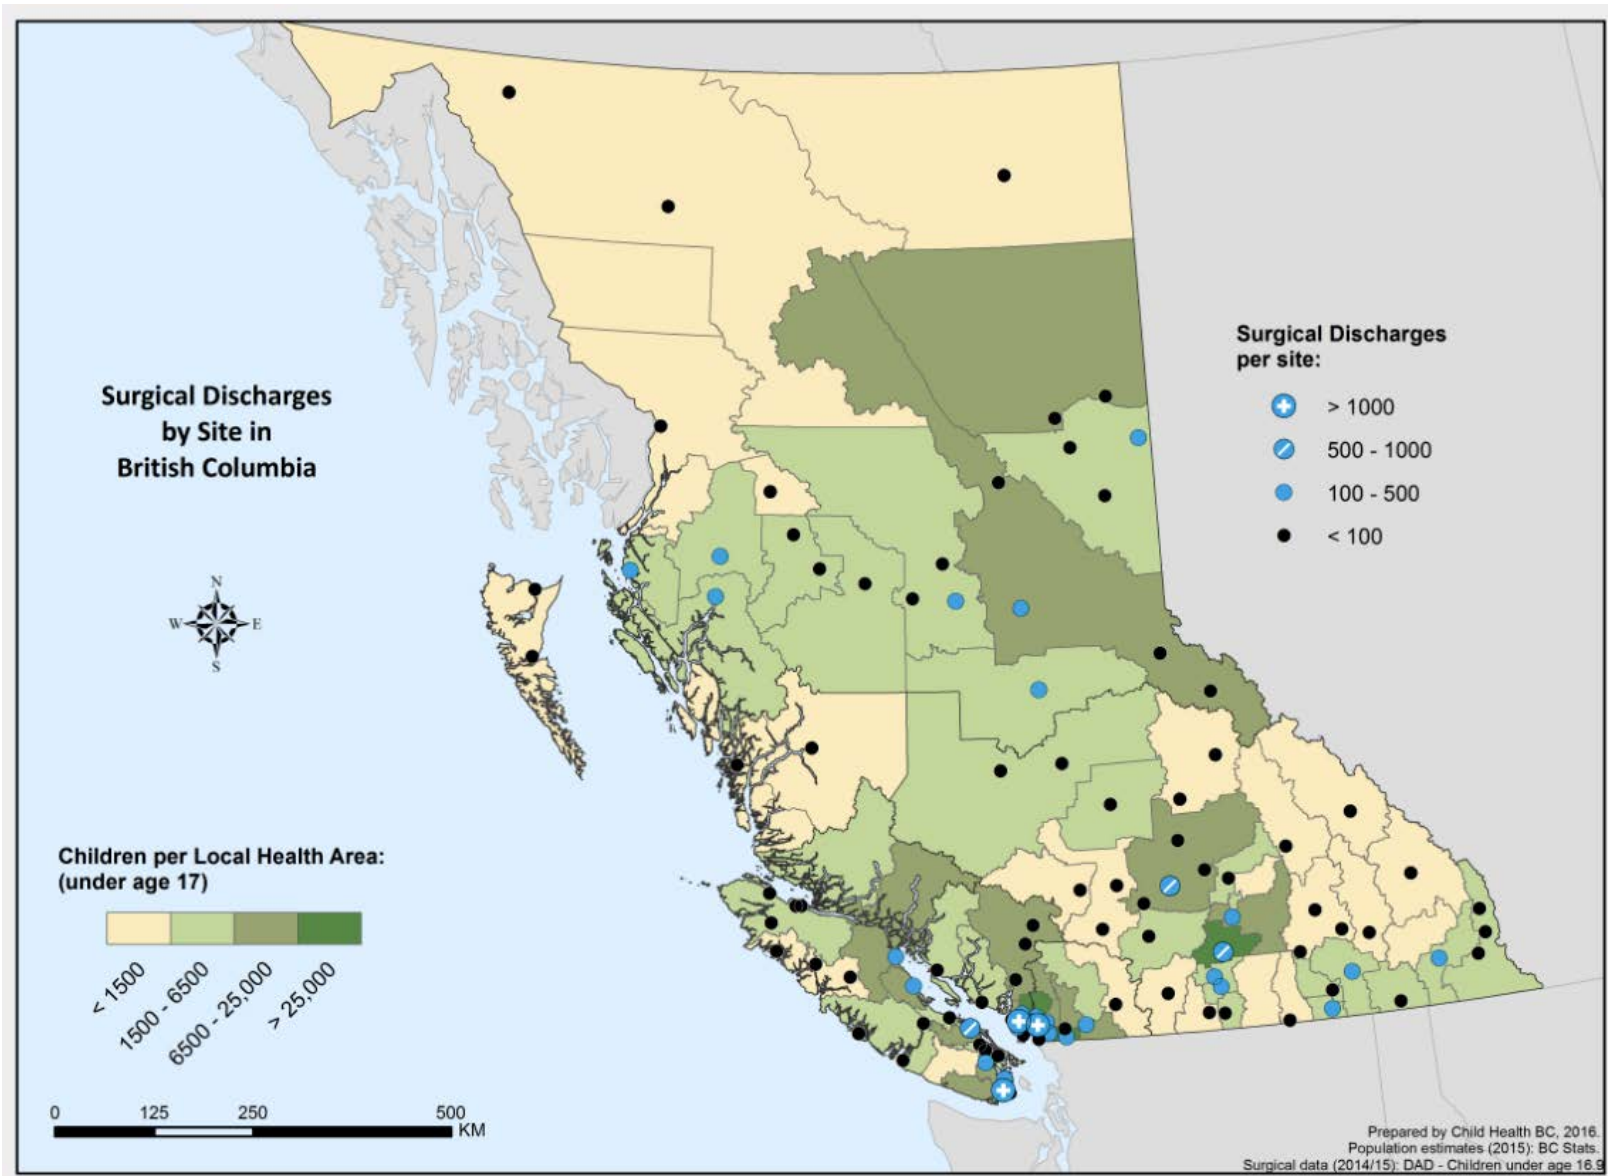 Surgical Discharges
by Site in
British Columbia
Surgical Discharges
per site:
> 1000
500 - 1000
100 - 500
< 100
N
W E
S
Children per Local Health Area:
(under age 17)
< 1500
1500 - 6500
6500 - 25,000
> 25,000
0 125 250 500
KM
Prepared by Child Health BC, 2016.
Population estimates (2015): BC Stats.
Surgical data (2014/15): DAD - Children under age 16.9